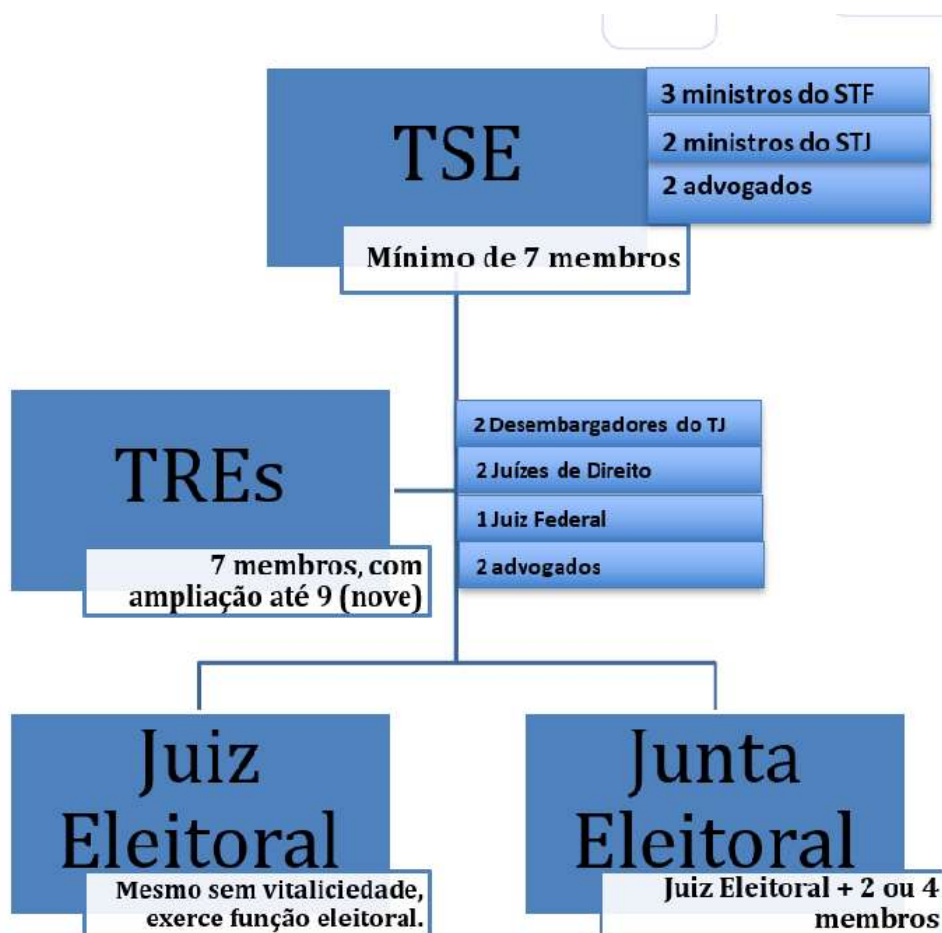 TSE
3 ministros do STF
2 ministros do STJ
2 advogados
Mínimo de 7 membros
TREs
2 Desembargadores do TJ
2 Juízes de Direito
1 Juiz Federal
2 advogados
7 membros, com
ampliação até 9 (nove)
Juiz
Eleitoral
Mesmo sem vitaliciedade,
exerce função eleitoral.
Junta
Eleitoral
Juiz Eleitoral + 2 ou 4
membros